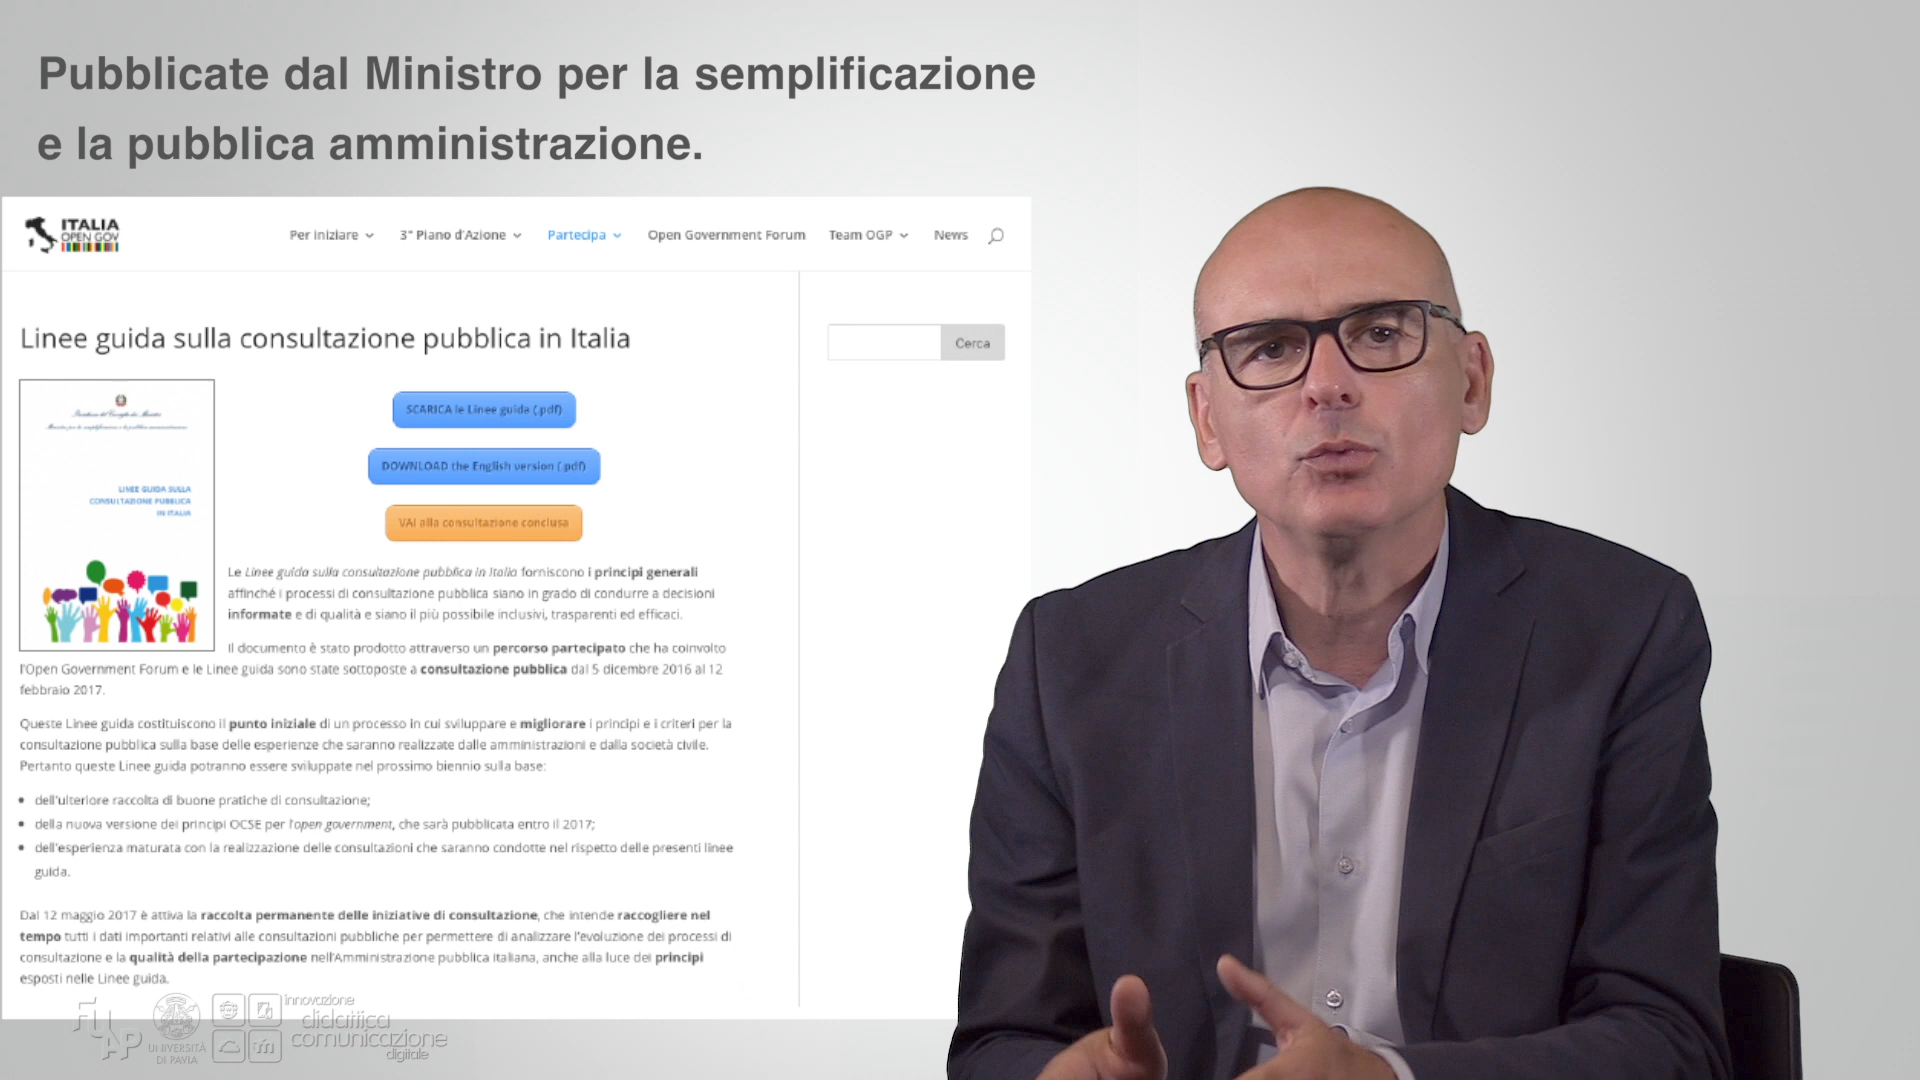 Pubblicate dal Ministro per la semplificazione
e la pubblica amministrazione.
ITALIA
OPEN GOV
Per iniziare
3° Piano d'Azione
Partecipa
Open Government Forum
Team OGP
News
Linee guida sulla consultazione pubblica in Italia
Cerca
SCARICA le Linee guida (.pdf)
DOWNLOAD the English version (.pdf)
VAI alla consultazione conclusa
Presidenza del Consiglio dei Ministri
Ministro per la semplificazione e la pubblica amministrazione
LINEE GUIDA SULLA
CONSULTAZIONE PUBBLICA
IN ITALIA
Le Linee guida sulla consultazione pubblica in Italia forniscono i principi generali
affinché i processi di consultazione pubblica siano in grado di condurre a decisioni
informate e di qualità e siano il più possibile inclusivi, trasparenti ed efficaci.
Il documento è stato prodotto attraverso un percorso partecipato che ha coinvolto
l'Open Government Forum e le Linee guida sono state sottoposte a consultazione pubblica dal 5 dicembre 2016 al 12
febbraio 2017.
Queste Linee guida costituiscono il punto iniziale di un processo in cui sviluppare e migliorare i principi e i criteri per la
consultazione pubblica sulla base delle esperienze che saranno realizzate dalle amministrazioni e dalla società civile.
Pertanto queste Linee guida potranno essere sviluppate nel prossimo biennio sulla base:
dell'ulteriore raccolta di buone pratiche di consultazione;
della nuova versione dei principi OCSE per l'open government, che sarà pubblicata entro il 2017;
dell'esperienza maturata con la realizzazione delle consultazioni che saranno condotte nel rispetto delle presenti linee
guida.
Dal 12 maggio 2017 è attiva la raccolta permanente delle iniziative di consultazione, che intende raccogliere nel
tempo tutti i dati importanti relativi alle consultazioni pubbliche per permettere di analizzare l'evoluzione dei processi di
consultazione e la qualità della partecipazione nell'Amministrazione pubblica italiana, anche alla luce dei principi
esposti nelle Linee guida.
UNIVERSITÀ
DI PAVIA
innovazione
didattica
comunicazione
digitale